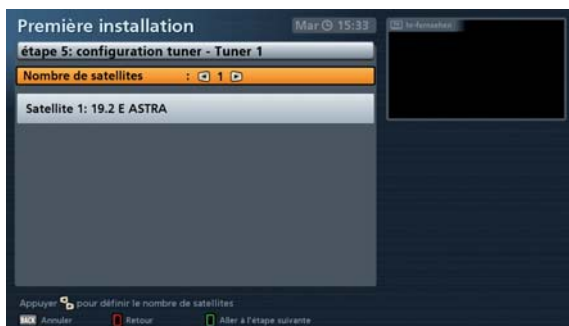 Première installation
Mar 15:33
étape 5: configuration tuner - Tuner 1
Nombre de satellites : 1
Satellite 1: 19.2 E ASTRA
Appuyer pour définir le nombre de satellites
BACK Annuler Retour Aller à l'étape suivante